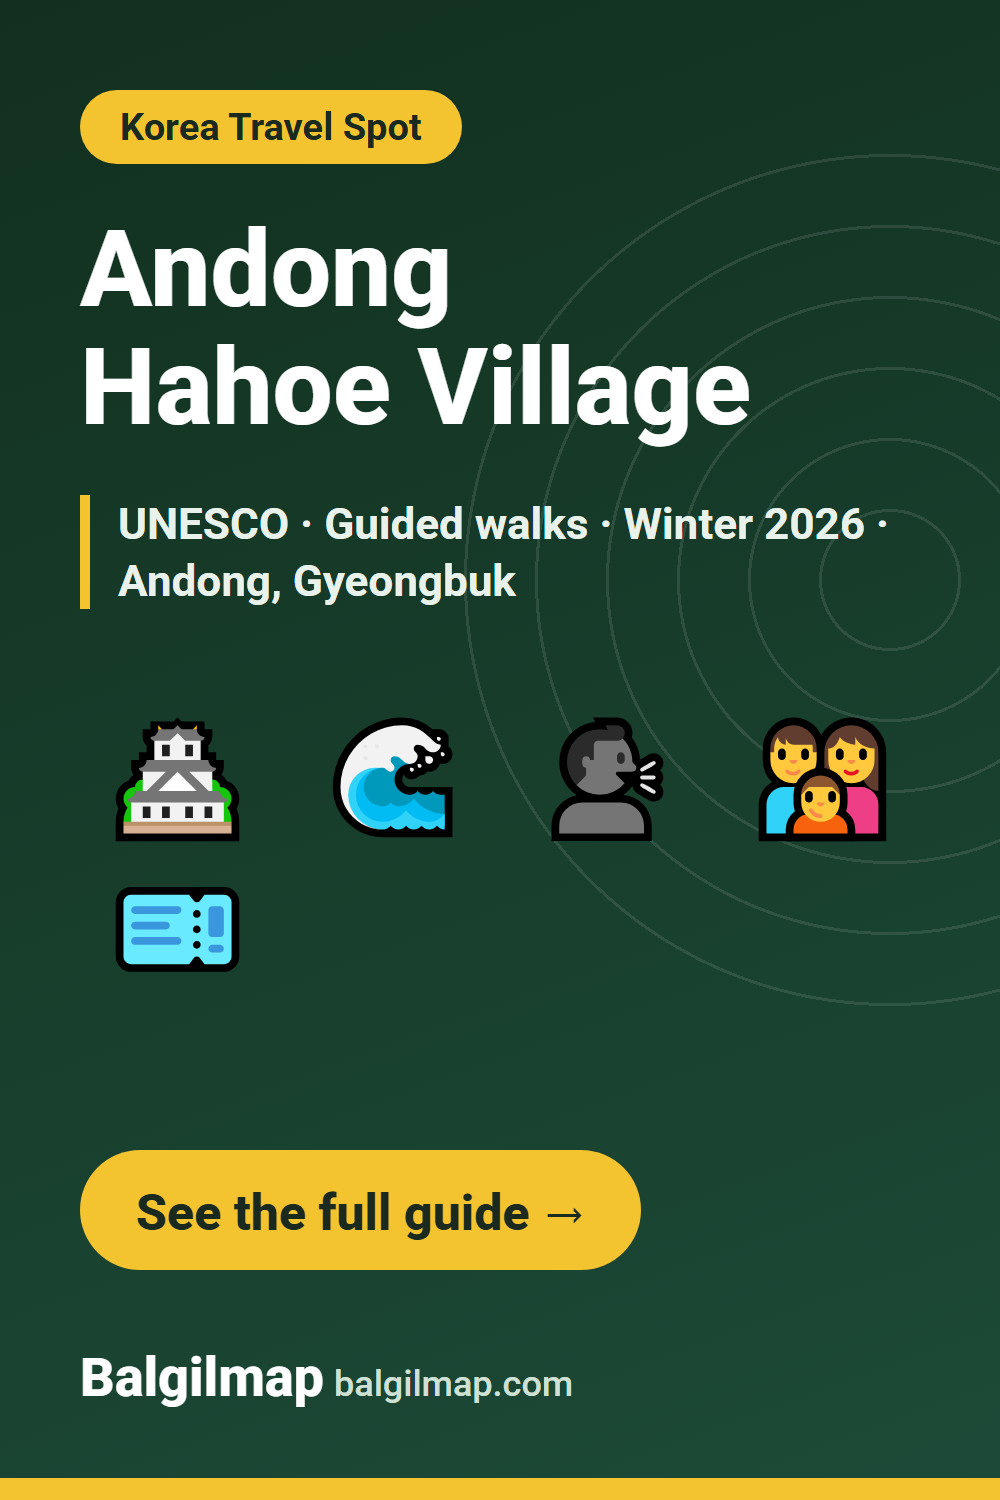 Korea Travel Spot
Andong
Hahoe Village
UNESCO · Guided walks · Winter 2026 ·
Andong, Gyeongbuk
See the full guide →
Balgilmap balgilmap.com